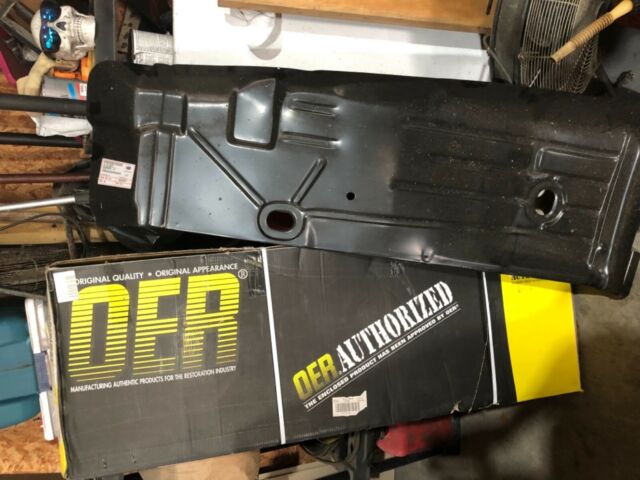 ORIGINAL QUALITY • ORIGINAL APPEARANCE
OER®
MANUFACTURING AUTHENTIC PRODUCTS FOR THE RESTORATION INDUSTRY
OER AUTHORIZED
THE ENCLOSED PRODUCT HAS BEEN APPROVED BY OER